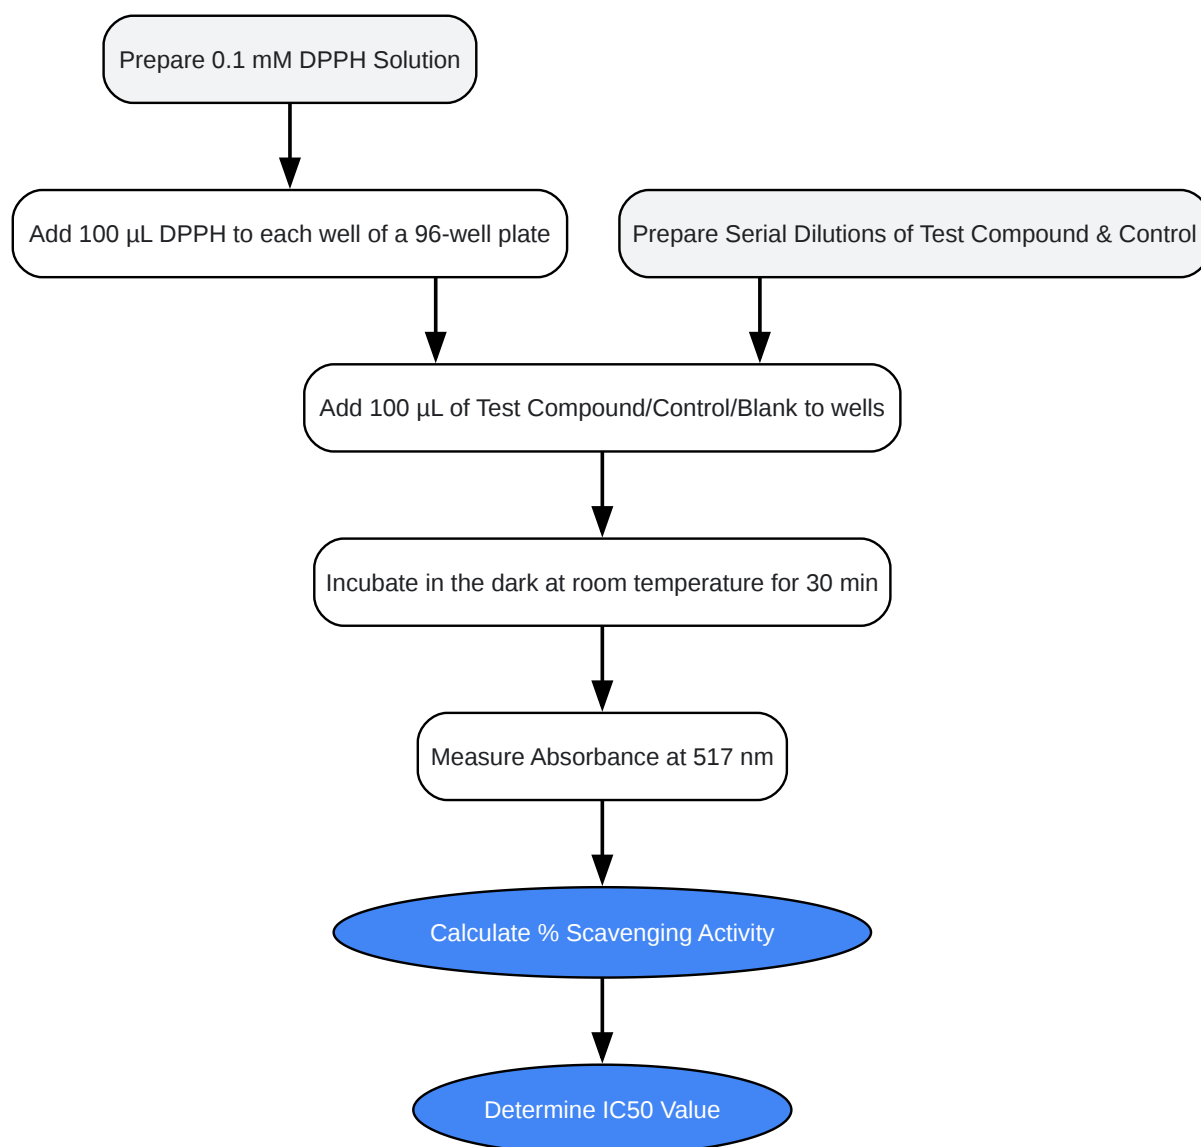 Prepare 0.1 mM DPPH Solution
Add 100 µL DPPH to each well of a 96-well plate
Prepare Serial Dilutions of Test Compound & Control
Add 100 µL of Test Compound/Control/Blank to wells
Incubate in the dark at room temperature for 30 min
Measure Absorbance at 517 nm
Calculate % Scavenging Activity
Determine IC50 Value